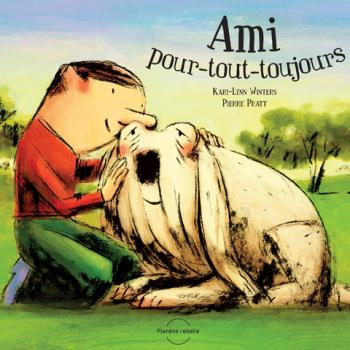 Ami
pour-tout-toujours
Kari-Lynn Winters
Pierre Pratt
Planète rebelle